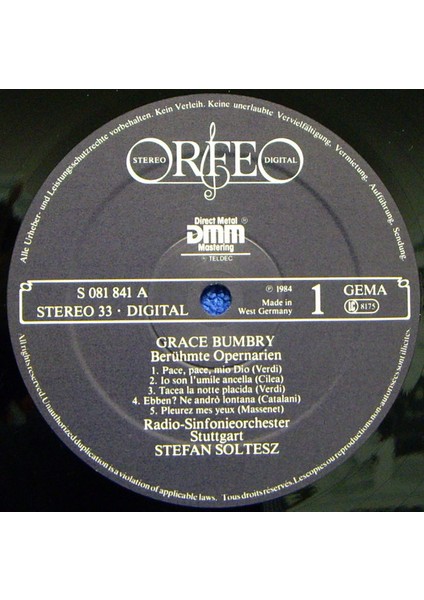 Alle Urheber- und Leistungsschutzrechte vorbehalten. Kein Verleih. Keine unerlaubte Vervielfältigung, Vermietung, Aufführung, Sendung.
STEREO ORFEO DIGITAL
Direct Metal ®
DMM
Mastering
® TELDEC
S 081 841 A
STEREO 33 · DIGITAL
℗ 1984
Made in
West Germany
1
GEMA
LC 8175
GRACE BUMBRY
Berühmte Opernarien
1. Pace, pace, mio Dio (Verdi)
2. Io son l'umile ancella (Cilea)
3. Tacea la notte placida (Verdi)
4. Ebben? Ne andró lontana (Catalani)
5. Pleurez mes yeux (Massenet)
Radio-Sinfonieorchester
Stuttgart
STEFAN SOLTESZ
All rights reserved. Unauthorized duplication is a violation of applicable laws. Tous droits réservés. Les copies ou reproductions non autorisées sont illicites.